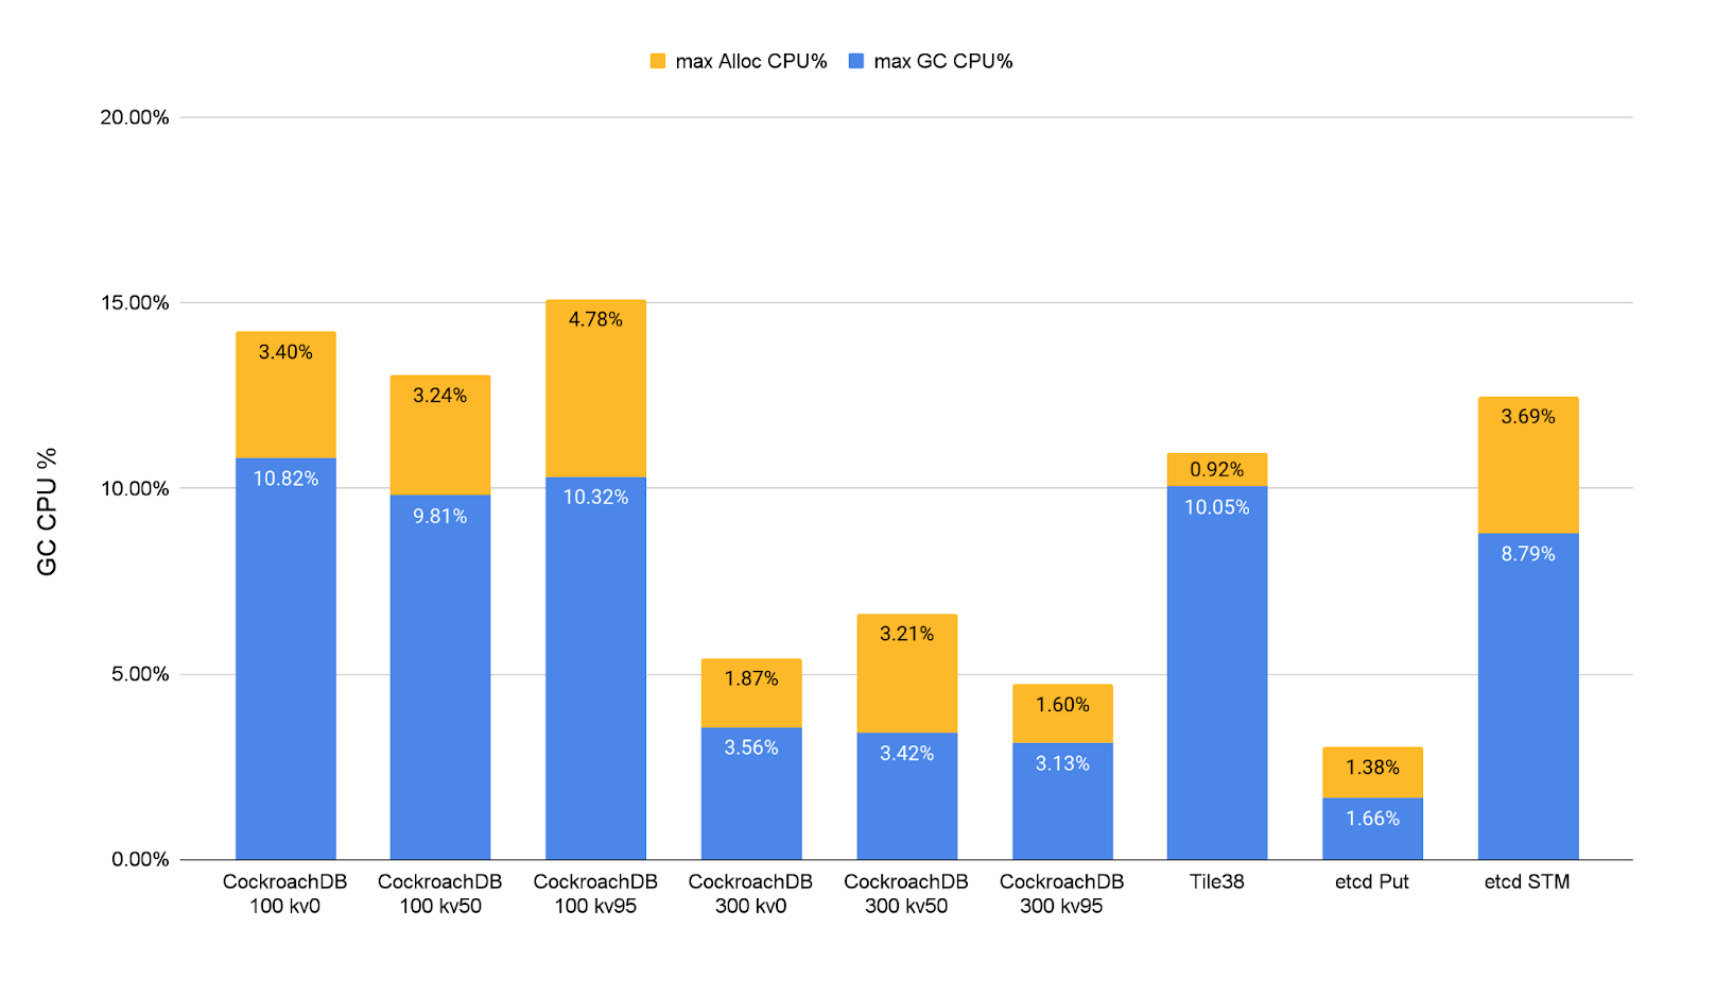 max Alloc CPU% max GC CPU%
20.00%
15.00%
10.00%
5.00%
0.00%
GC CPU %
3.40%
10.82%
3.24%
9.81%
4.78%
10.32%
1.87%
3.56%
3.21%
3.42%
1.60%
3.13%
0.92%
10.05%
1.38%
1.66%
3.69%
8.79%
CockroachDB
100 kv0
CockroachDB
100 kv50
CockroachDB
100 kv95
CockroachDB
300 kv0
CockroachDB
300 kv50
CockroachDB
300 kv95
Tile38
etcd Put
etcd STM